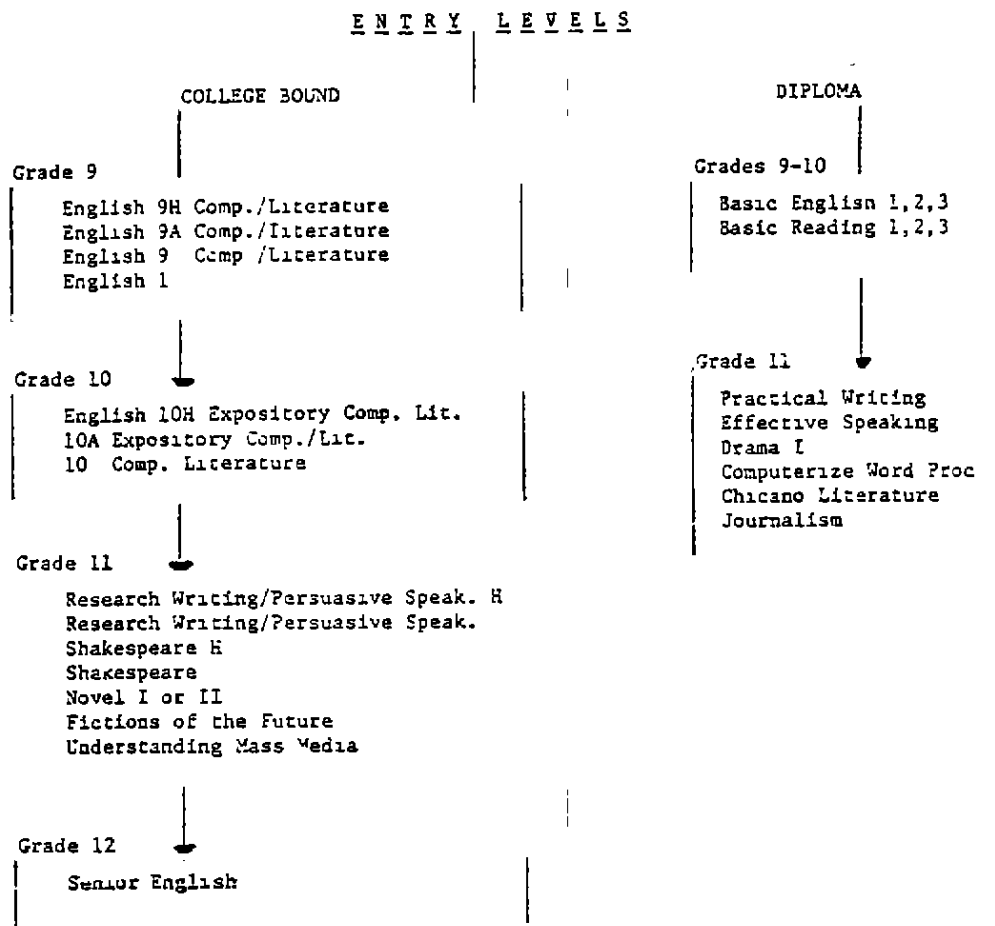 ENTRY LEVELS
COLLEGE BOUND
Grade 9
English 9H Comp./Literature
English 9A Comp./Literature
English 9 Comp /Literature
English 1
Grade 10
English 10H Expository Comp. Lit.
10A Expository Comp./Lit.
10 Comp. Literature
Grade 11
Research Writing/Persuasive Speak. H
Research Writing/Persuasive Speak.
Shakespeare H
Shakespeare
Novel I or II
Fictions of the Future
Understanding Mass Media
Grade 12
Senior English
DIPLOMA
Grades 9-10
Basic English 1,2,3
Basic Reading 1,2,3
Grade 11
Practical Writing
Effective Speaking
Drama I
Computerize Word Proc
Chicano Literature
Journalism